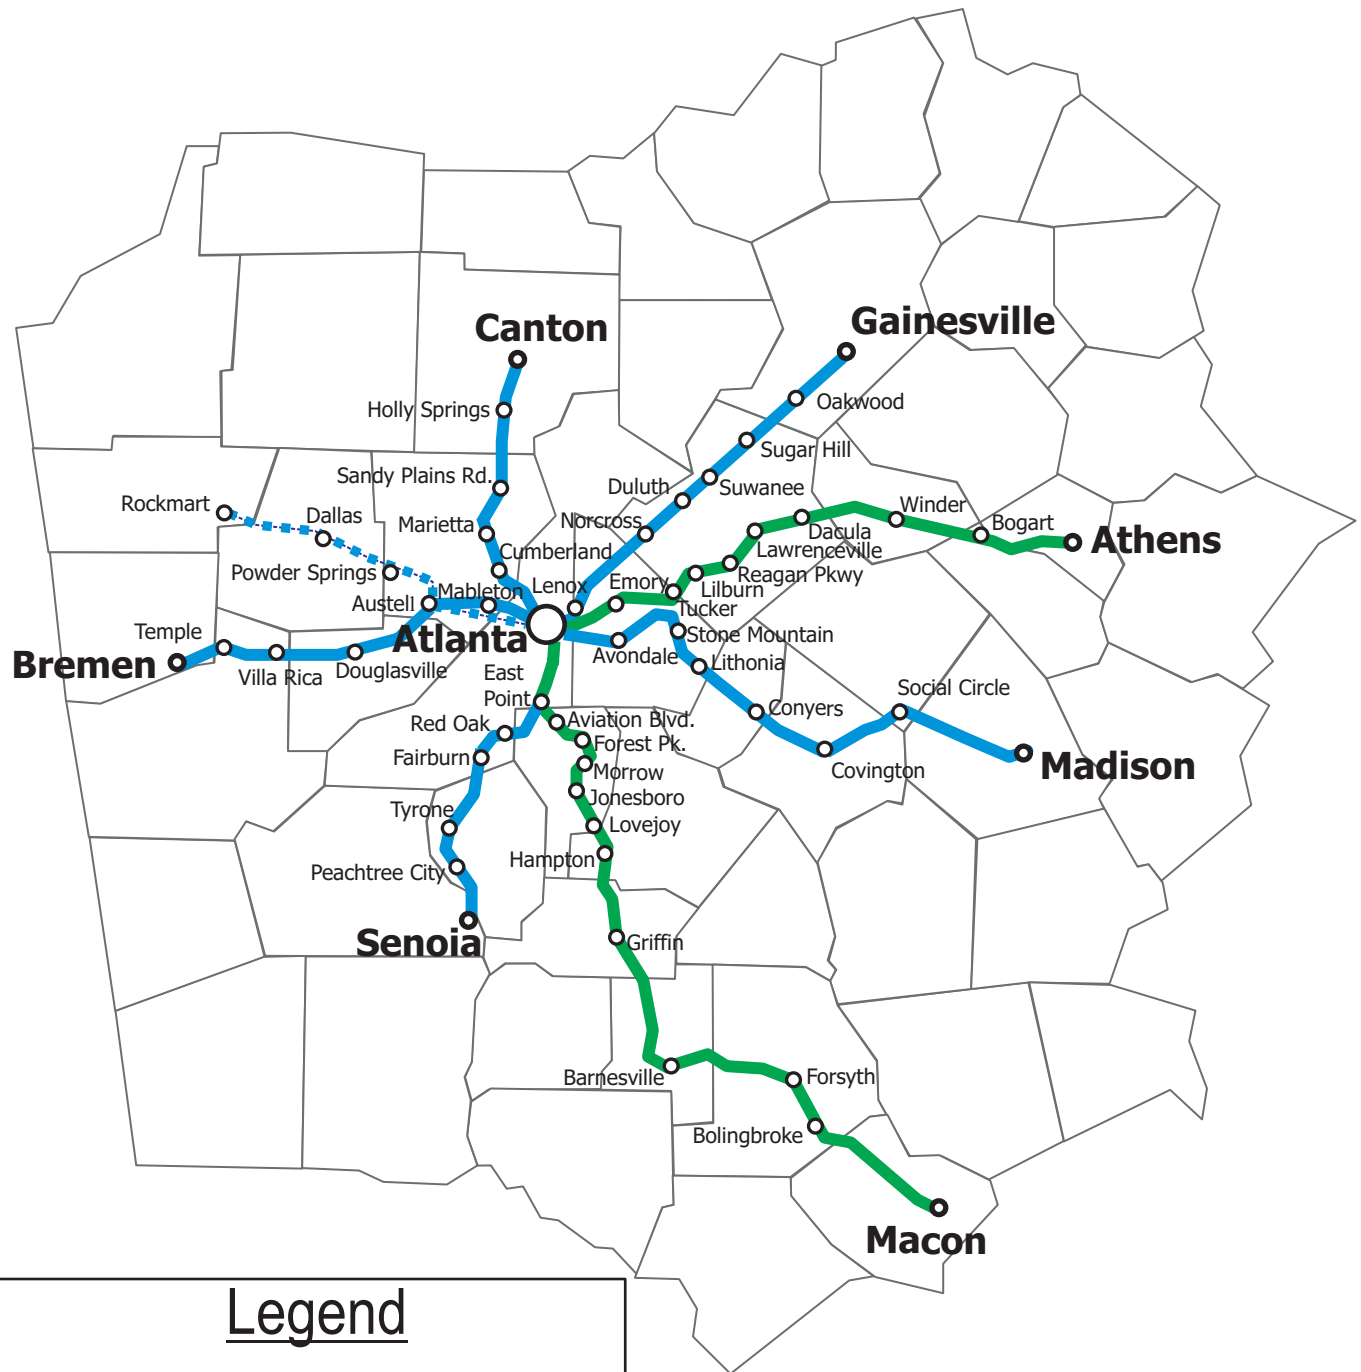 Canton
Gainesville
Holly Springs
Oakwood
Sugar Hill
Sandy Plains Rd.
Duluth
Suwanee
Rockmart
Dallas
Marietta
Norcross
Winder
Dacula
Bogart
Athens
Cumberland
Lawrenceville
Powder Springs
Reagan Pkwy
Mableton
Lenox
Emory
Lilburn
Austell
Tucker
Temple
Atlanta
Stone Mountain
Bremen
Villa Rica
Douglasville
Avondale
Lithonia
East
Point
Social Circle
Red Oak
Aviation Blvd.
Conyers
Forest Pk.
Fairburn
Morrow
Covington
Madison
Jonesboro
Tyrone
Lovejoy
Hampton
Peachtree City
Senoia
Griffin
Barnesville
Forsyth
Bolingbroke
Macon
Legend